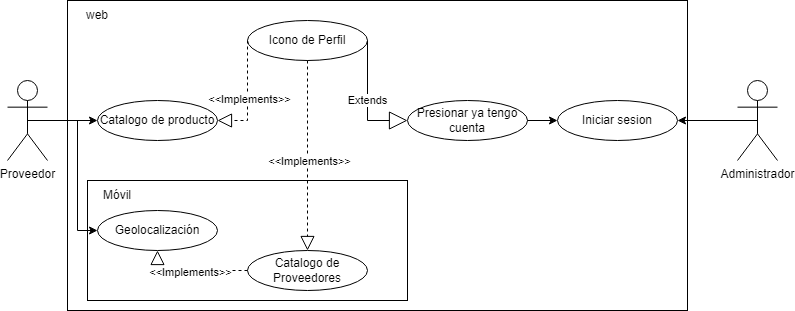 web
Icono de Perfil
<<Implements>>
Extends
Catalogo de producto
Presionar ya tengo
cuenta
Iniciar sesion
Proveedor
<<Implements>>
Administrador
Móvil
Geolocalización
<<Implements>>
Catalogo de
Proveedores